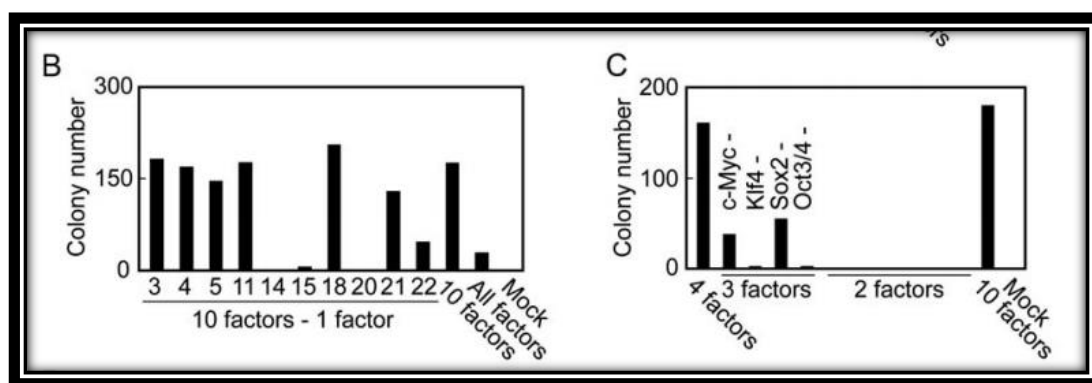 B
Colony number
300
150
0
3 4 5 11 14 15 18 20 21 22 10 factors All factors Mock
10 factors - 1 factor
C
Colony number
200
100
0
c-Myc -
Klf4 -
Sox2 -
Oct3/4 -
4 factors 3 factors 2 factors 10 factors Mock